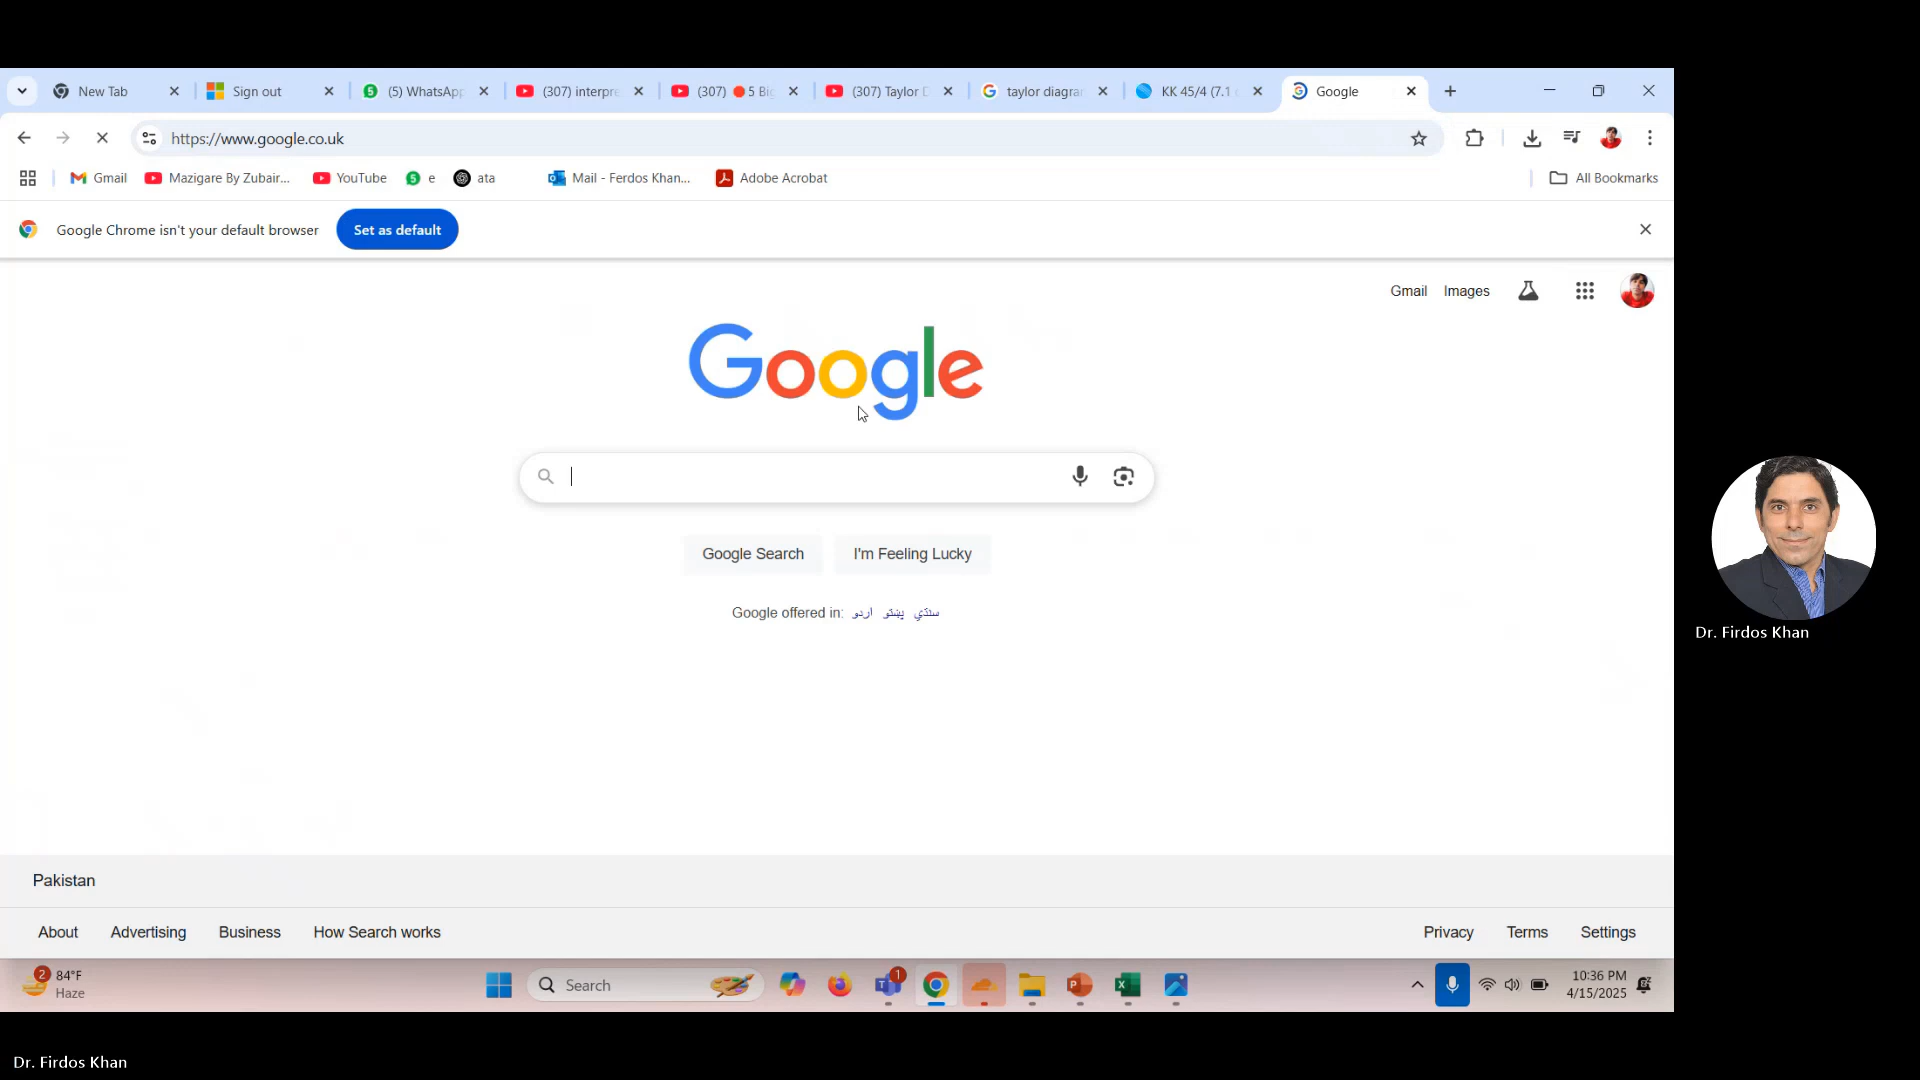 New Tab
Sign out
(5) WhatsApp
(307) interpre
(307) 🔴 5 Big
(307) Taylor D
taylor diagra
KK 45/4 (7.1
Google
https://www.google.co.uk
Gmail
Mazigare By Zubair...
YouTube
e
ata
Mail - Ferdos Khan...
Adobe Acrobat
All Bookmarks
Google Chrome isn't your default browser
Set as default
Gmail
Images
Google
Google Search
I'm Feeling Lucky
Google offered in: اردو پښتو سنڌي
Pakistan
About
Advertising
Business
How Search works
Privacy
Terms
Settings
2
84°F
Haze
Search
1
10:36 PM
4/15/2025
Dr. Firdos Khan
Dr. Firdos Khan